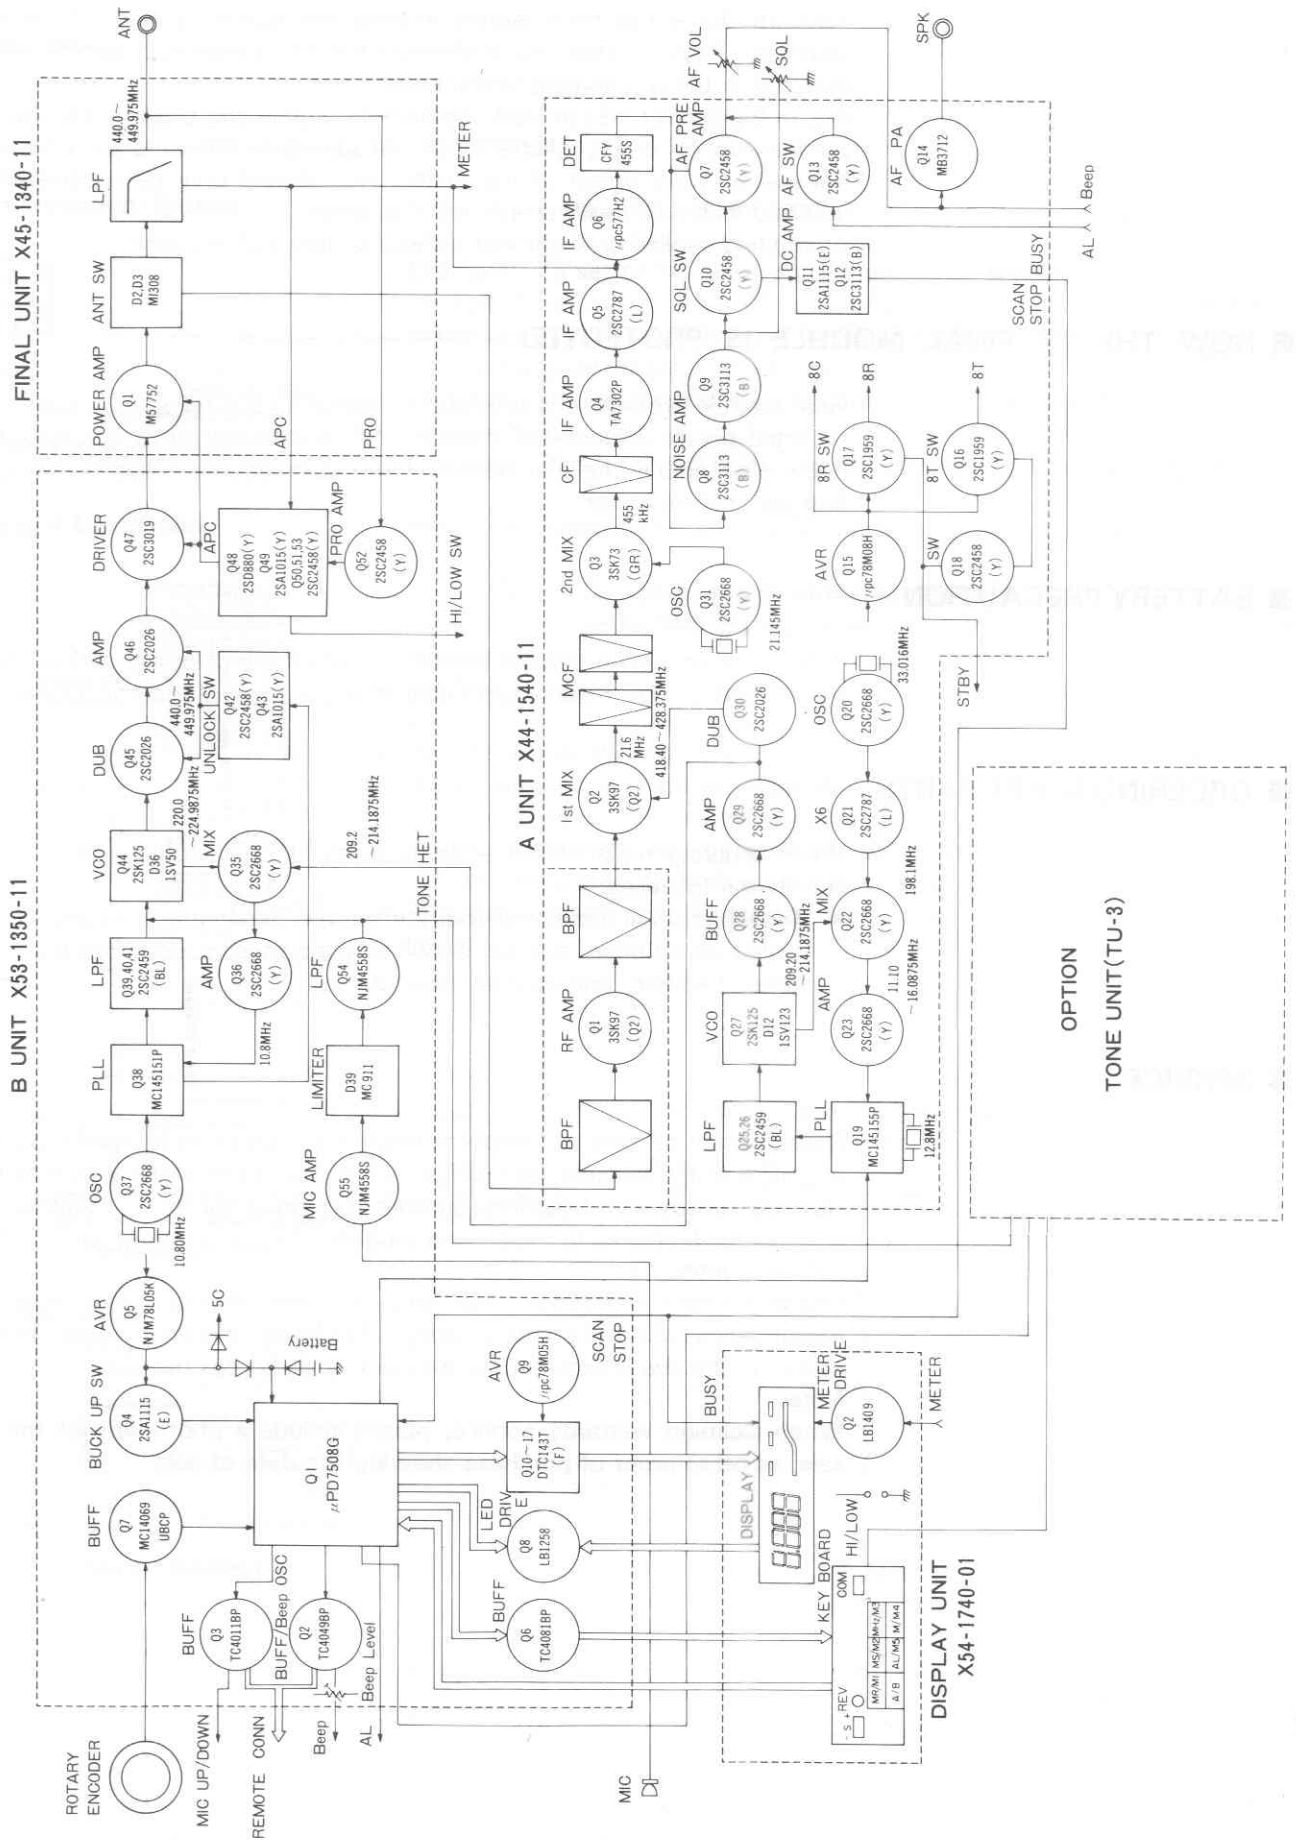 FINAL UNIT X45-1340-11
ANT
LPF
440.0~
449.975MHz
ANT SW
D2,D3
MI308
POWER AMP
Q1
M57752
METER
APC
PRO
B UNIT X53-1350-11
DRIVER
Q47
2SC3019
APC
Q48
2SD880(Y)
Q49
2SA1015(Y)
Q50,51,53
2SC2458(Y)
PRO AMP
Q52
2SC2458
(Y)
HI/LOW SW
AMP
Q46
2SC2026
440.0~
449.975MHz
UNLOCK SW
Q42
2SC2458(Y)
Q43
2SA1015(Y)
DUB
Q45
2SC2026
220.0
~224.9875MHz
VCO
Q44
2SK125
D36
1SV50
MIX
Q35
2SC2668
(Y)
209.2
~214.1875MHz
TONE HET
LPF
Q39,40,41
2SC2459
(BL)
AMP
Q36
2SC2668
(Y)
10.8MHz
LPF
Q54
NJM4558S
PLL
Q38
MC145151P
LIMITER
D39
MC911
OSC
Q37
2SC2668
(Y)
10.80MHz
MIC AMP
Q55
NJM4558S
AVR
Q5
NJM78L05K
5C
Battery
BUCK UP SW
Q4
2SA1115
(E)
BUFF
Q7
MC14069
UBCP
Q1
μPD7508G
AVR
Q9
μpc78M05H
SCAN
STOP
Q10~17
DTC143T
(F)
LED
DRIVE
Q8
LB1258
BUFF
Q6
TC4081BP
BUFF
Q3
TC4011BP
BUFF/Beep OSC
Q2
TC4049BP
Beep Level
ROTARY
ENCODER
MIC UP/DOWN
REMOTE CONN
Beep
AL
MIC
A UNIT X44-1540-11
SPK
AF VOL
SQL
DET
CFY
455S
AF PRE
AMP
Q7
2SC2458
(Y)
AF SW
Q13
2SC2458
(Y)
AF PA
Q14
MB3712
AL
Beep
IF AMP
Q6
μpc577H2
IF AMP
Q5
2SC2787
(L)
SQL SW
Q10
2SC2458
(Y)
DC AMP
Q11
2SA1115(E)
Q12
2SC3113(B)
SCAN
STOP BUSY
IF AMP
Q4
TA7302P
NOISE AMP
Q9
2SC3113
(B)
Q8
2SC3113
(B)
CF
455
kHz
8C
8R
8T
8R SW
Q17
2SC1959
(Y)
8T SW
Q16
2SC1959
(Y)
2nd MIX
Q3
3SK73
(GR)
OSC
Q31
2SC2668
(Y)
21.145MHz
AVR
Q15
μpc78M08H
SW
Q18
2SC2458
(Y)
STBY
MCF
21.6
MHz
418.40~428.375MHz
DUB
Q30
2SC2026
OSC
Q20
2SC2668
(Y)
33.016MHz
1st MIX
Q2
3SK97
(Q2)
AMP
Q29
2SC2668
(Y)
X6
Q21
2SC2787
(L)
198.1MHz
BPF
BUFF
Q28
2SC2668
(Y)
209.20
~214.1875MHz
MIX
Q22
2SC2668
(Y)
11.10
~16.0875MHz
RF AMP
Q1
3SK97
(Q2)
VCO
Q27
2SK125
D12
1SV123
AMP
Q23
2SC2668
(Y)
BPF
LPF
Q25,26
2SC2459
(BL)
PLL
Q19
MC145155P
12.8MHz
OPTION
TONE UNIT(TU-3)
BUSY
DISPLAY
METER
DRIVE
Q2
LB1409
METER
KEY BOARD
HI/LOW
COM
- S +
REV
MR/M1
MS/M2
MHz/M3
A/B
AL/M5
M/M4
DISPLAY UNIT
X54-1740-01